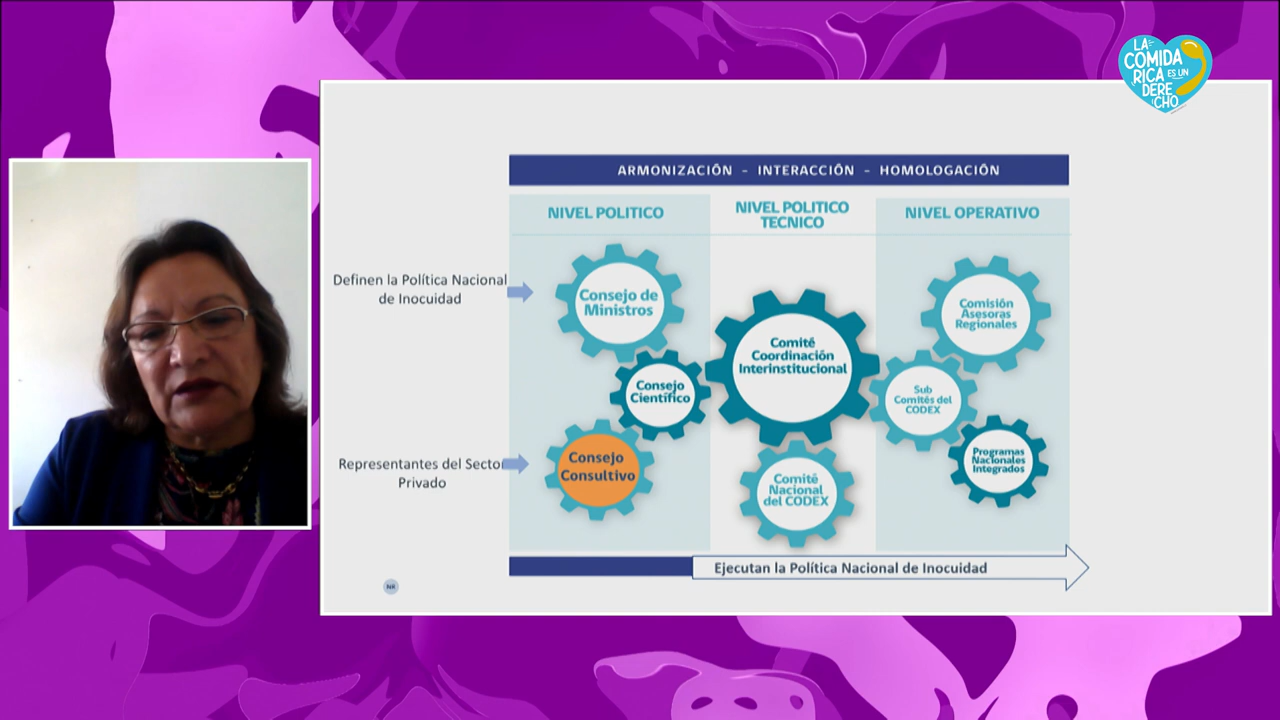 LA
COMIDA
RICA
ES UN
DERE
CHO
ARMONIZACIÓN - INTERACCIÓN - HOMOLOGACIÓN
NIVEL POLITICO
NIVEL POLITICO
TECNICO
NIVEL OPERATIVO
Definen la Política Nacional
de Inocuidad
Consejo de
Ministros
Consejo
Científico
Representantes del Sector
Privado
Consejo
Consultivo
Comité
Coordinación
Interinstitucional
Comité
Nacional
del CODEX
Comisión
Asesoras
Regionales
Sub
Comités del
CODEX
Programas
Nacionales
Integrados
Ejecutan la Política Nacional de Inocuidad